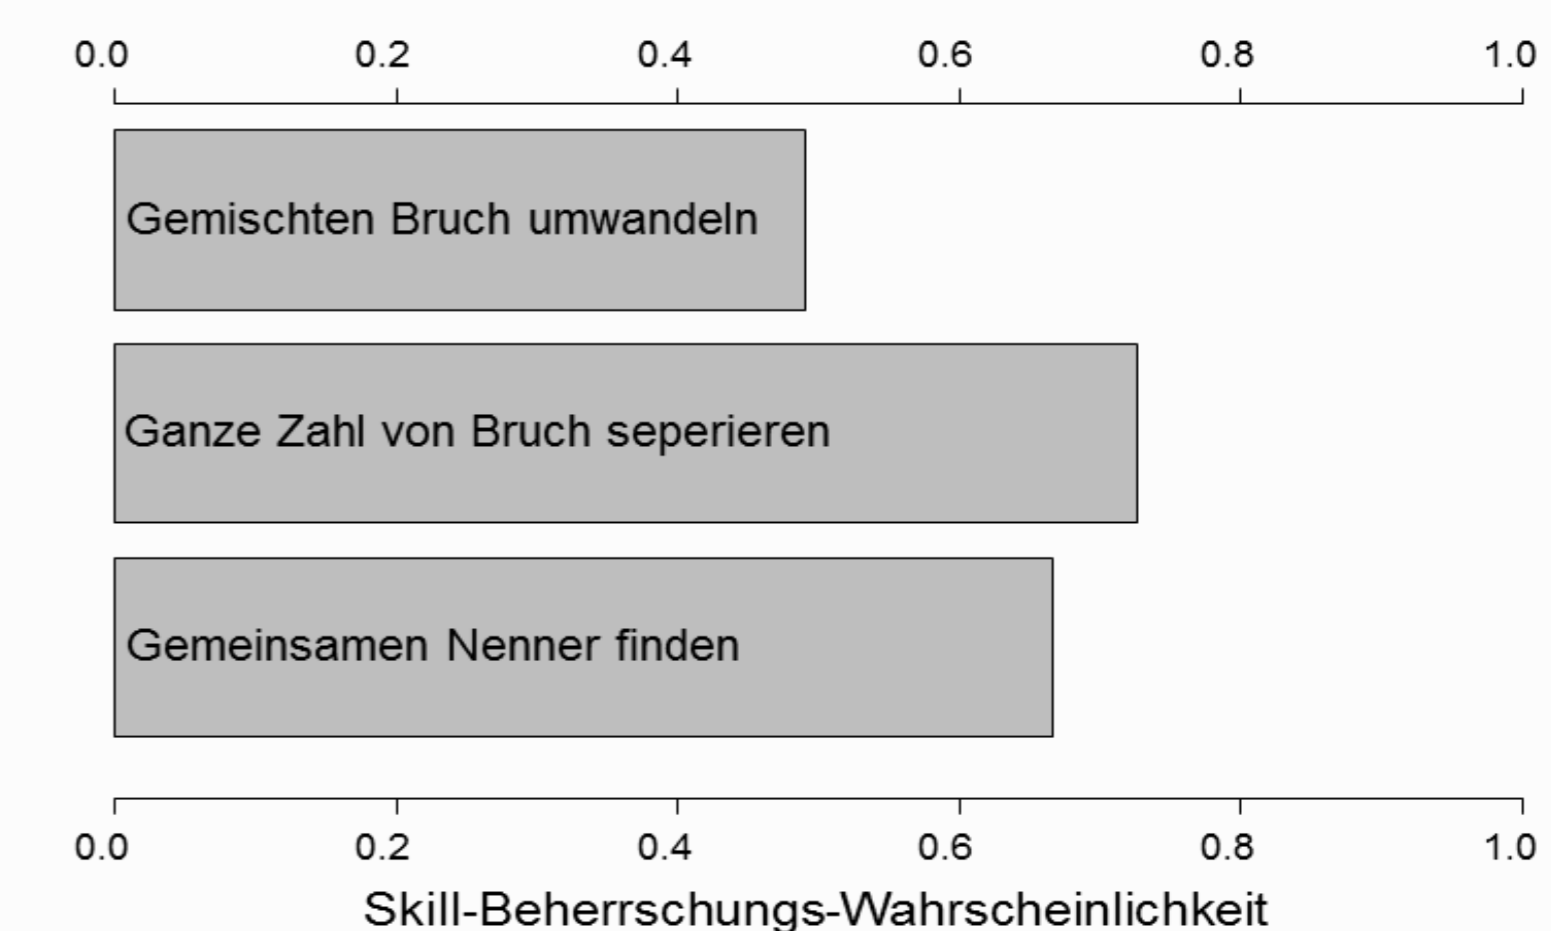 0.0 0.2 0.4 0.6 0.8 1.0
Gemischten Bruch umwandeln
Ganze Zahl von Bruch seperieren
Gemeinsamen Nenner finden
0.0 0.2 0.4 0.6 0.8 1.0
Skill-Beherrschungs-Wahrscheinlichkeit